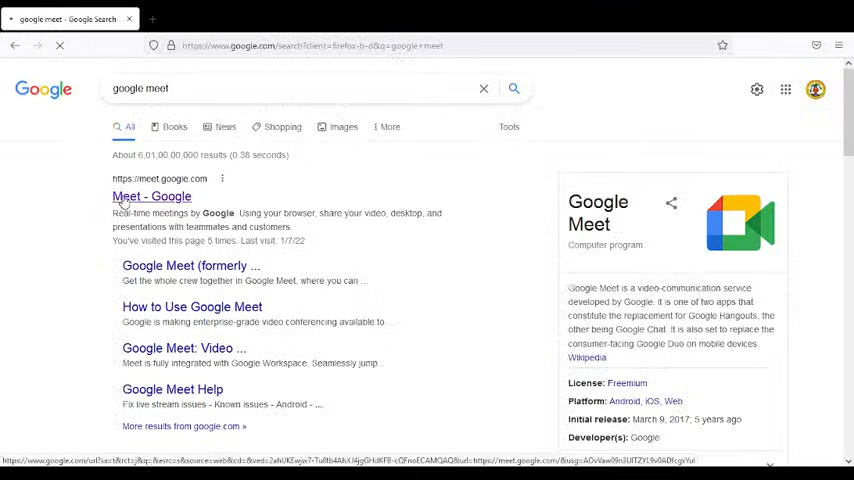 google meet - Google Search
https://www.google.com/search?client=firefox-b-d&q=google+meet
Google
google meet
All Books News Shopping Images More Tools
About 6,01,00,00,000 results (0.38 seconds)
https://meet.google.com
Meet - Google
Real-time meetings by Google. Using your browser, share your video, desktop, and
presentations with teammates and customers.
You've visited this page 5 times. Last visit: 1/7/22
Google Meet (formerly ...
Get the whole crew together in Google Meet, where you can ...
How to Use Google Meet
Google is making enterprise-grade video conferencing available to ...
Google Meet: Video ...
Meet is fully integrated with Google Workspace. Seamlessly jump...
Google Meet Help
Fix live stream issues - Known issues - Android - ...
More results from google.com »
Google
Meet
Computer program
Google Meet is a video-communication service
developed by Google. It is one of two apps that
constitute the replacement for Google Hangouts, the
other being Google Chat. It is also set to replace the
consumer-facing Google Duo on mobile devices.
Wikipedia
License: Freemium
Platform: Android, iOS, Web
Initial release: March 9, 2017; 5 years ago
Developer(s): Google